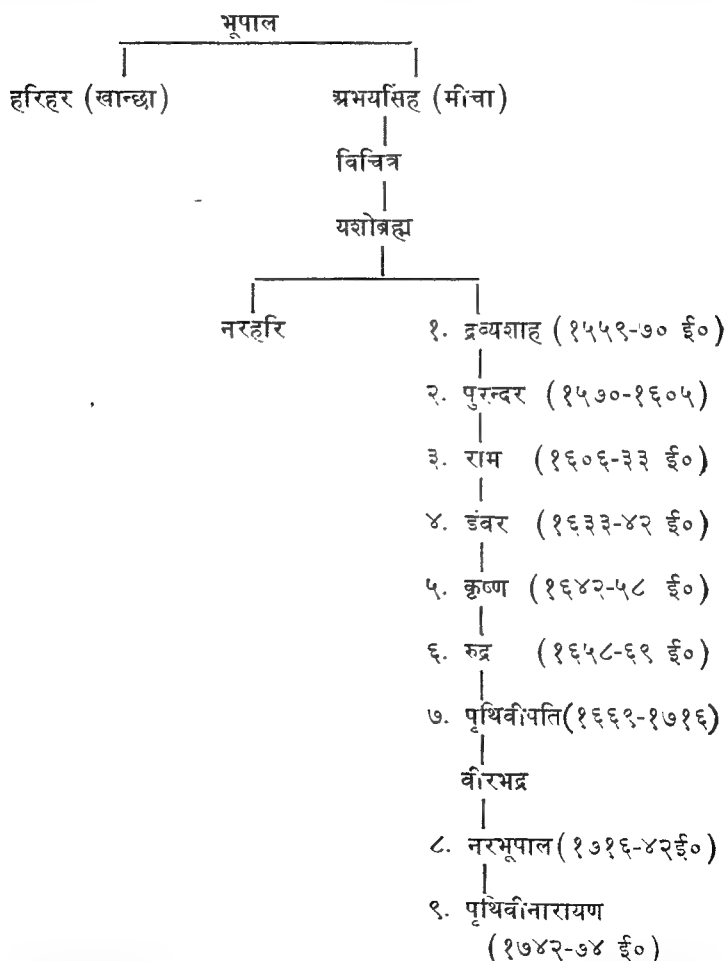 भूपाल
हरिहर (खान्छा) अभयसिंह (मीचा)
विचित्र
यशोब्रह्म
नरहरि १. द्रव्यशाह (१५५९-७० ई०)
२. पुरन्दर (१५७०-१६०५)
३. राम (१६०६-३३ ई०)
४. डंवर (१६३३-४२ ई०)
५. कृष्ण (१६४२-५८ ई०)
६. रुद्र (१६५८-६९ ई०)
७. पृथिवीपति(१६६९-१७१६)
वीरभद्र
८. नरभूपाल(१७१६-४२ई०)
९. पृथिवीनारायण
(१७४२-७४ ई०)